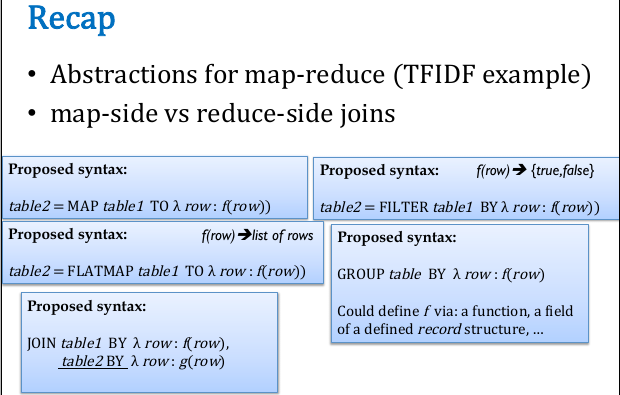 Recap
• Abstractions for map-reduce (TFIDF example)
• map-side vs reduce-side joins
Proposed syntax:
table2 = MAP table1 TO λ row : f(row))
Proposed syntax: f(row)➔ {true,false}
table2 = FILTER table1 BY λ row : f(row))
Proposed syntax: f(row)➔list of rows
table2 = FLATMAP table1 TO λ row : f(row))
Proposed syntax:
GROUP table BY λ row : f(row)
Could define f via: a function, a field
of a defined record structure, …
Proposed syntax:
JOIN table1 BY λ row : f(row),
table2 BY λ row : g(row)